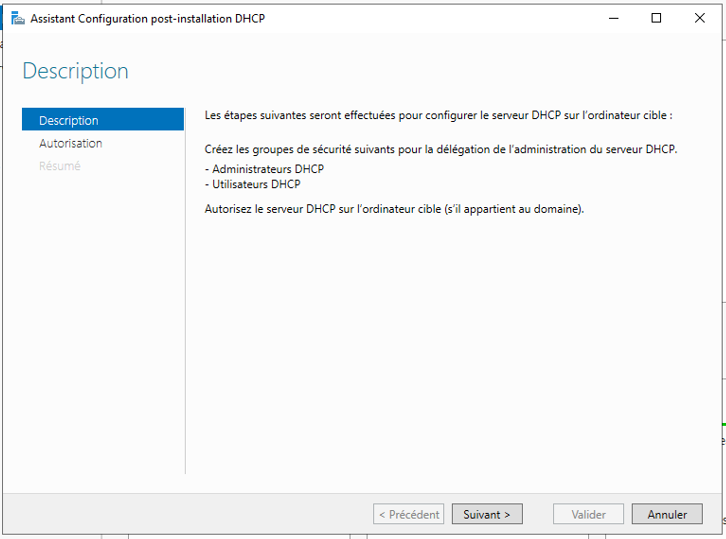 Assistant Configuration post-installation DHCP
Description
Description
Autorisation
Résumé
Les étapes suivantes seront effectuées pour configurer le serveur DHCP sur l'ordinateur cible :
Créez les groupes de sécurité suivants pour la délégation de l'administration du serveur DHCP.
- Administrateurs DHCP
- Utilisateurs DHCP
Autorisez le serveur DHCP sur l'ordinateur cible (s'il appartient au domaine).
< Précédent
Suivant >
Valider
Annuler